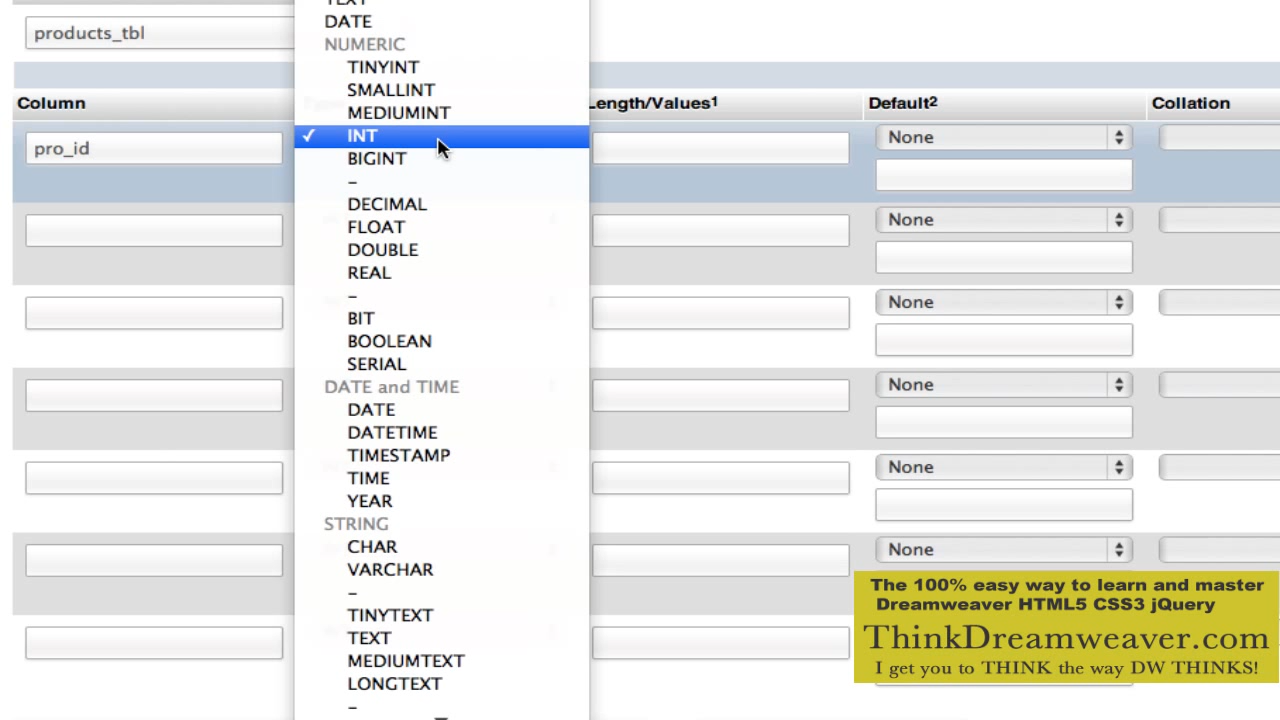 TEXT
products_tbl
DATE
NUMERIC
TINYINT
SMALLINT
MEDIUMINT
Column
Length/Values1
Default2
Collation
✓ INT
pro_id
None
BIGINT
–
DECIMAL
FLOAT
None
DOUBLE
REAL
–
None
BIT
BOOLEAN
SERIAL
DATE and TIME
None
DATE
DATETIME
TIMESTAMP
TIME
None
YEAR
STRING
CHAR
None
VARCHAR
–
TINYTEXT
TEXT
MEDIUMTEXT
LONGTEXT
–
The 100% easy way to learn and master
Dreamweaver HTML5 CSS3 jQuery
ThinkDreamweaver.com
I get you to THINK the way DW THINKS!